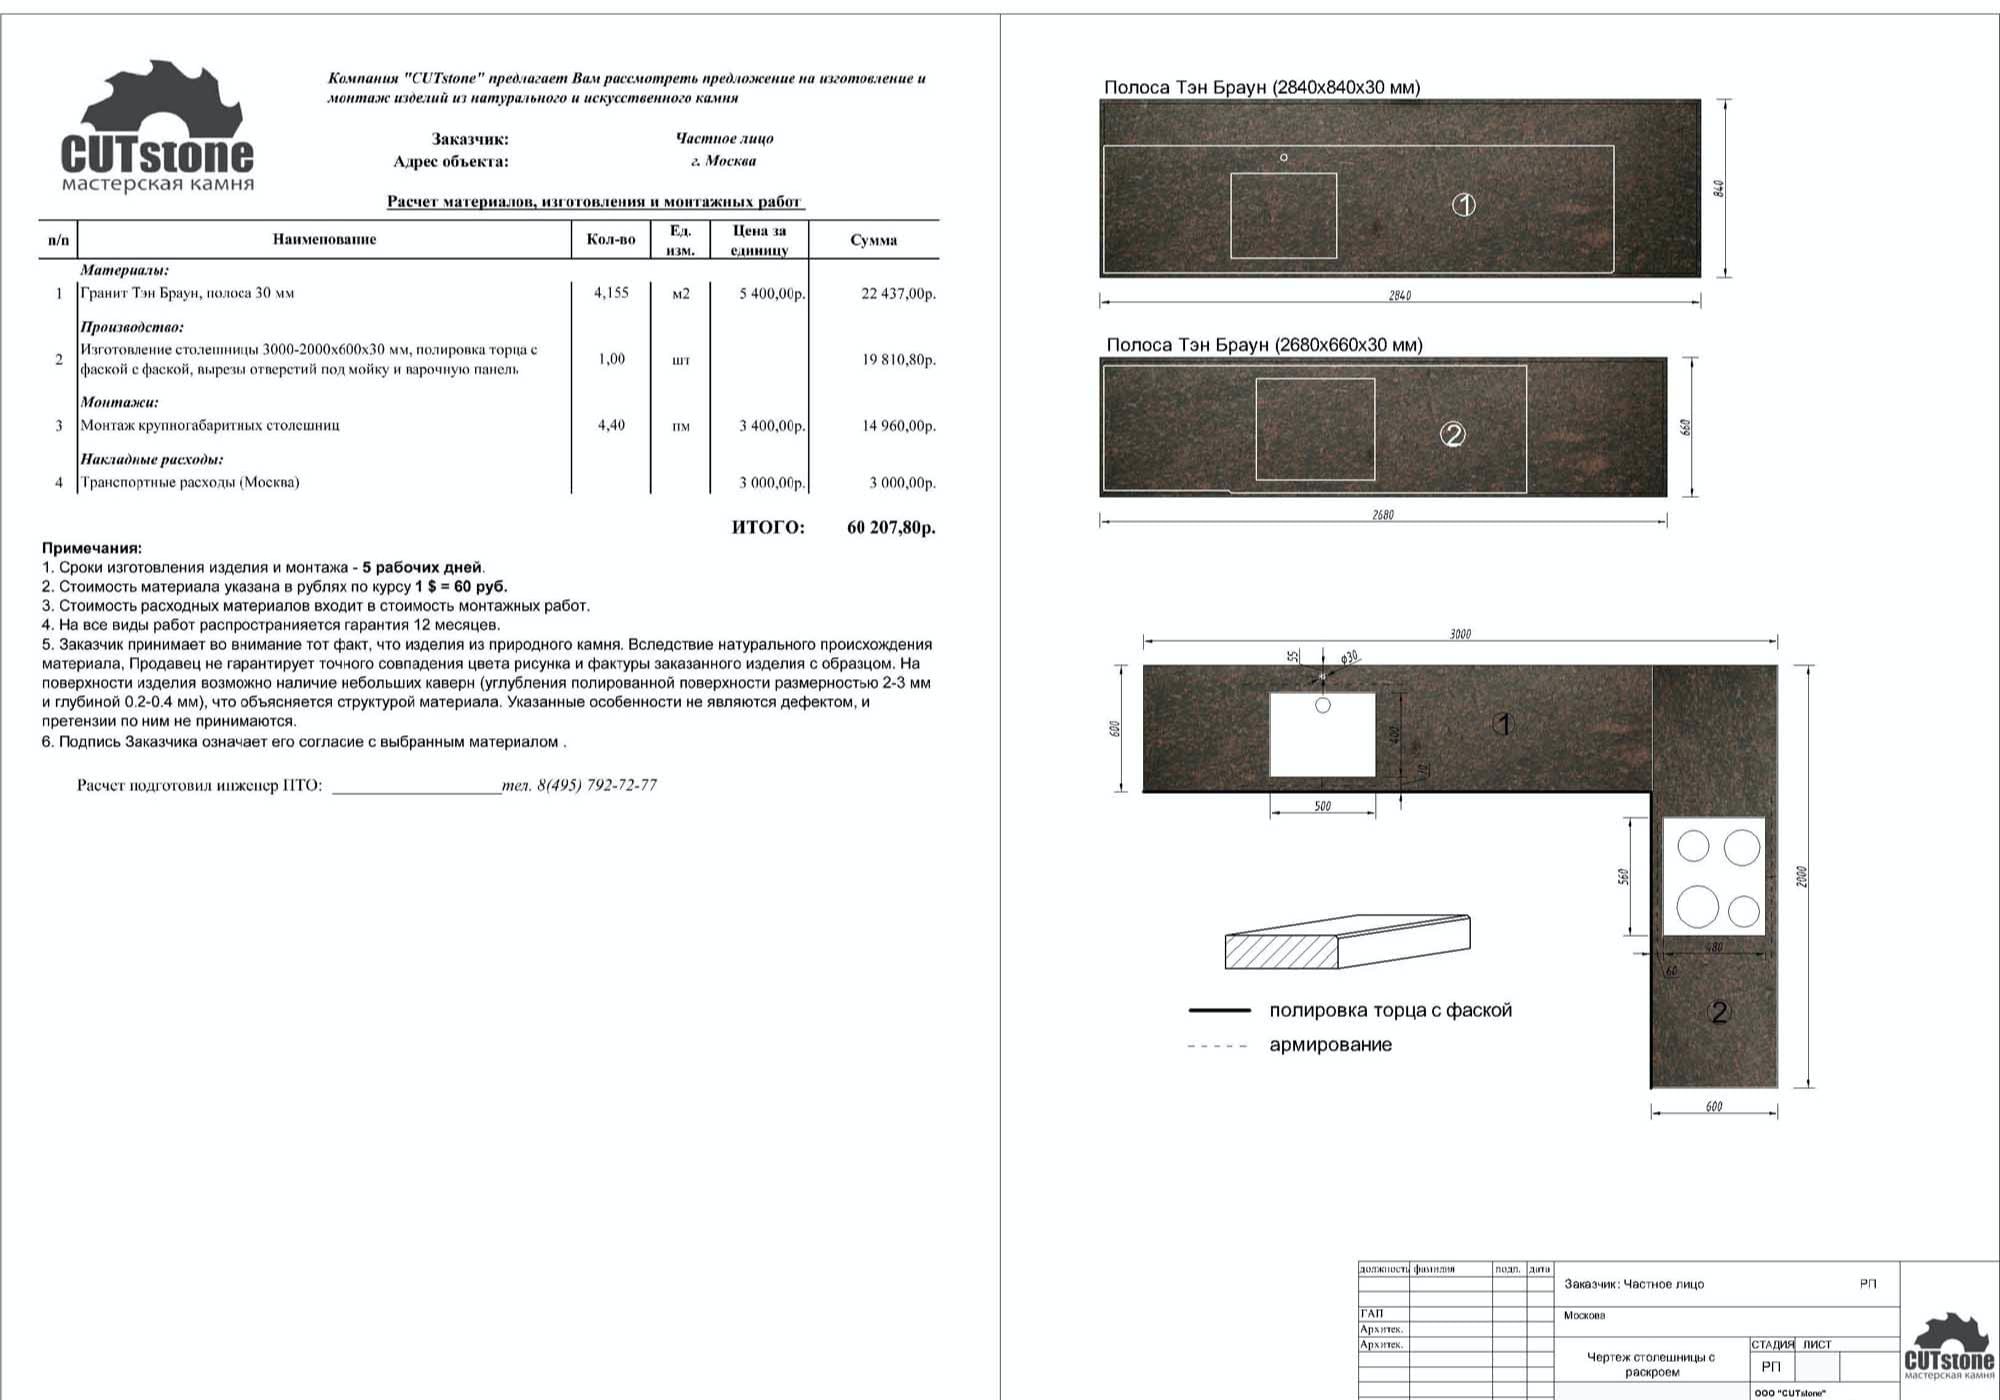 CUTstone
мастерская камня
Компания "CUTstone" предлагает Вам рассмотреть предложение на изготовление и
монтаж изделий из натурального и искусственного камня
Заказчик: Частное лицо
Адрес объекта: г. Москва
Расчет материалов, изготовления и монтажных работ
п/п Наименование Кол-во Ед. изм. Цена за единицу Сумма
Материалы:
1 Гранит Тэн Браун, полоса 30 мм 4,155 м2 5 400,00р. 22 437,00р.
Производство:
2 Изготовление столешницы 3000-2000х600х30 мм, полировка торца с
фаской с фаской, вырезы отверстий под мойку и варочную панель 1,00 шт 19 810,80р.
Монтажи:
3 Монтаж крупногабаритных столешниц 4,40 пм 3 400,00р. 14 960,00р.
Накладные расходы:
4 Транспортные расходы (Москва) 3 000,00р. 3 000,00р.
ИТОГО: 60 207,80р.
Примечания:
1. Сроки изготовления изделия и монтажа - 5 рабочих дней.
2. Стоимость материала указана в рублях по курсу 1 $ = 60 руб.
3. Стоимость расходных материалов входит в стоимость монтажных работ.
4. На все виды работ распространияется гарантия 12 месяцев.
5. Заказчик принимает во внимание тот факт, что изделия из природного камня. Вследствие натурального происхождения
материала, Продавец не гарантирует точного совпадения цвета рисунка и фактуры заказанного изделия с образцом. На
поверхности изделия возможно наличие небольших каверн (углубления полированной поверхности размерностью 2-3 мм
и глубиной 0.2-0.4 мм), что объясняется структурой материала. Указанные особенности не являются дефектом, и
претензии по ним не принимаются.
6. Подпись Заказчика означает его согласие с выбранным материалом .
Расчет подготовил инженер ПТО: ____________________тел. 8(495) 792-72-77
Полоса Тэн Браун (2840х840х30 мм)
1
840
2840
Полоса Тэн Браун (2680х660х30 мм)
2
660
2680
3000
55
ϕ30
600
400
1
500
560
2000
480
60
2
600
полировка торца с фаской
армирование
должность фамилия подп. дата
ГАП
Архитек.
Архитек.
Заказчик: Частное лицо РП
Москова
Чертеж столешницы с
раскроем
СТАДИЯ ЛИСТ
РП
ООО "CUTstone"
CUTstone
мастерская камня